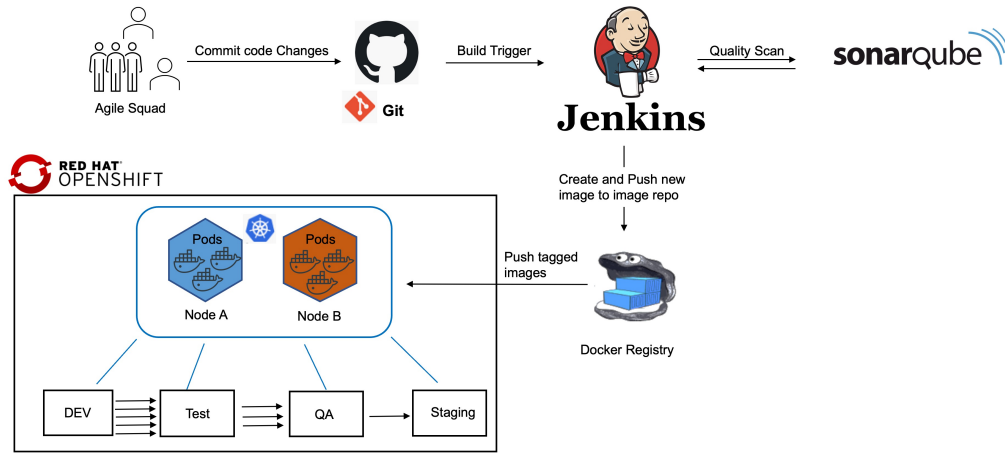 Commit code Changes
Build Trigger
Quality Scan
sonarqube
Agile Squad
Git
Jenkins
RED HAT®
OPENSHIFT
Create and Push new
image to image repo
Pods
Pods
Push tagged
images
Node A
Node B
Docker Registry
DEV
Test
QA
Staging